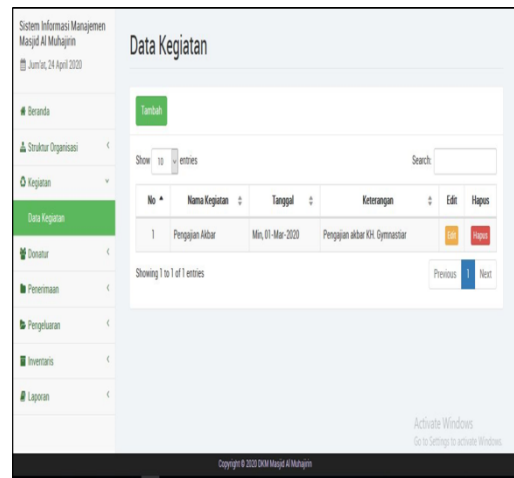 Sistem Informasi Manajemen
Masjid Al Muhajirin
Jum'at, 24 April 2020
Beranda
Struktur Organisasi
Kegiatan
Data Kegiatan
Donatur
Penerimaan
Pengeluaran
Inventaris
Laporan
Data Kegiatan
Tambah
Show 10 entries
Search:
No Nama Kegiatan Tanggal Keterangan Edit Hapus
1 Pengajian Akbar Min, 01-Mar-2020 Pengajian akbar KH. Gymnastiar Edit Hapus
Showing 1 to 1 of 1 entries
Previous 1 Next
Activate Windows
Go to Settings to activate Windows.
Copyright © 2020 DKM Masjid Al Muhajirin